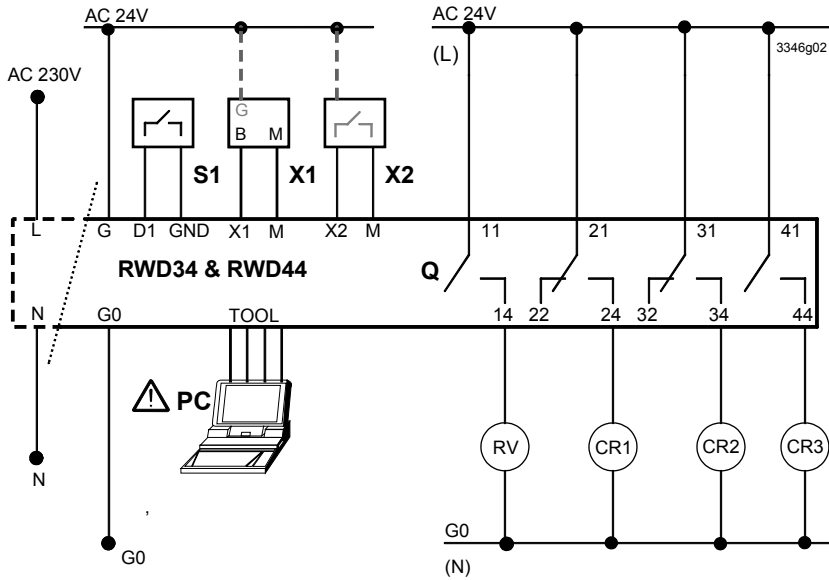 AC 24V
AC 24V
(L)
3346g02
AC 230V
G
B M
S1
X1
X2
L
G D1 GND X1 M X2 M
11 21 31 41
RWD34 & RWD44
Q
N
G0
TOOL
14 22 24 32 34 44
PC
RV
CR1
CR2
CR3
N
,
G0
G0
(N)